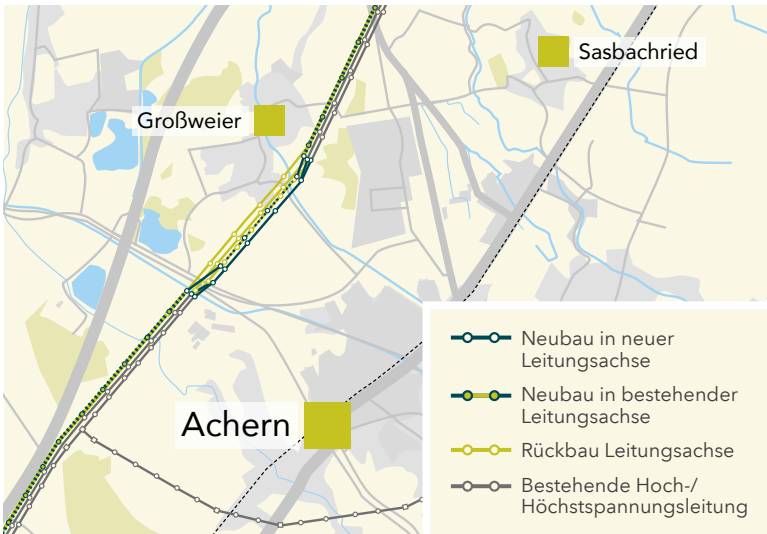 Sasbachried
Großweier
Achern
Neubau in neuer
Leitungsachse
Neubau in bestehender
Leitungsachse
Rückbau Leitungsachse
Bestehende Hoch-/
Höchstspannungsleitung